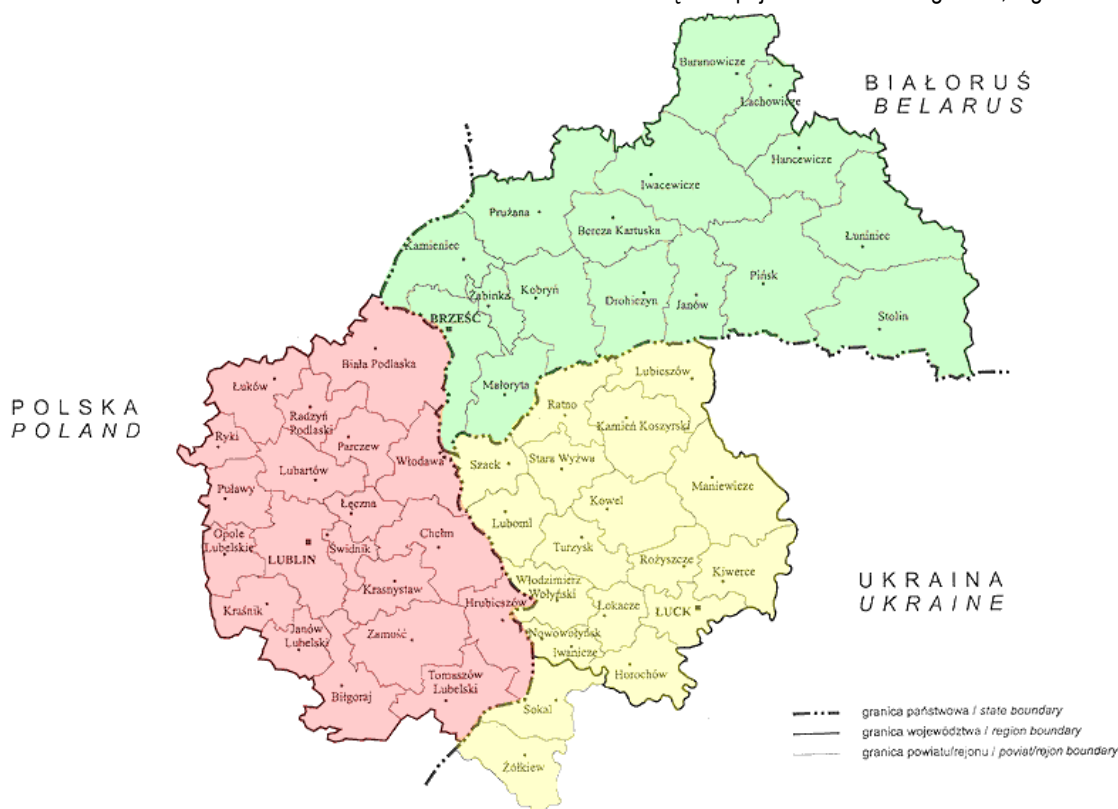 Baranowicze
BIAŁORUŚ
BELARUS
Lachowicze
Hancewicze
Iwacewicze
Prużana
Bereza Kartuska
Kamieniec
Łuniniec
Pińsk
Żabinka
Kobryń
Drohiczyn
Janów
BRZEŚĆ
Stolin
Biała Podlaska
Małoryta
Lubieszów
Łuków
POLSKA
POLAND
Radzyń
Podlaski
Ratno
Kamień Koszyrski
Ryki
Parczew
Włodawa
Stara Wyżwa
Szack
Lubartów
Maniewicze
Puławy
Łęczna
Kowel
Luboml
Opole
Lubelskie
Chełm
Świdnik
LUBLIN
Turzysk
Rożyszcze
Kiwerce
Włodzimierz
Wołyński
Krasnystaw
UKRAINA
UKRAINE
Kraśnik
Hrubieszów
Łokacze
ŁUCK
Janów
Lubelski
Zamość
Nowowołyńsk
Iwanicze
Horochów
Tomaszów
Lubelski
Biłgoraj
Sokal
Żółkiew
granica państwowa / state boundary
granica województwa / region boundary
granica powiatu/rejonu / poviat/rojon boundary